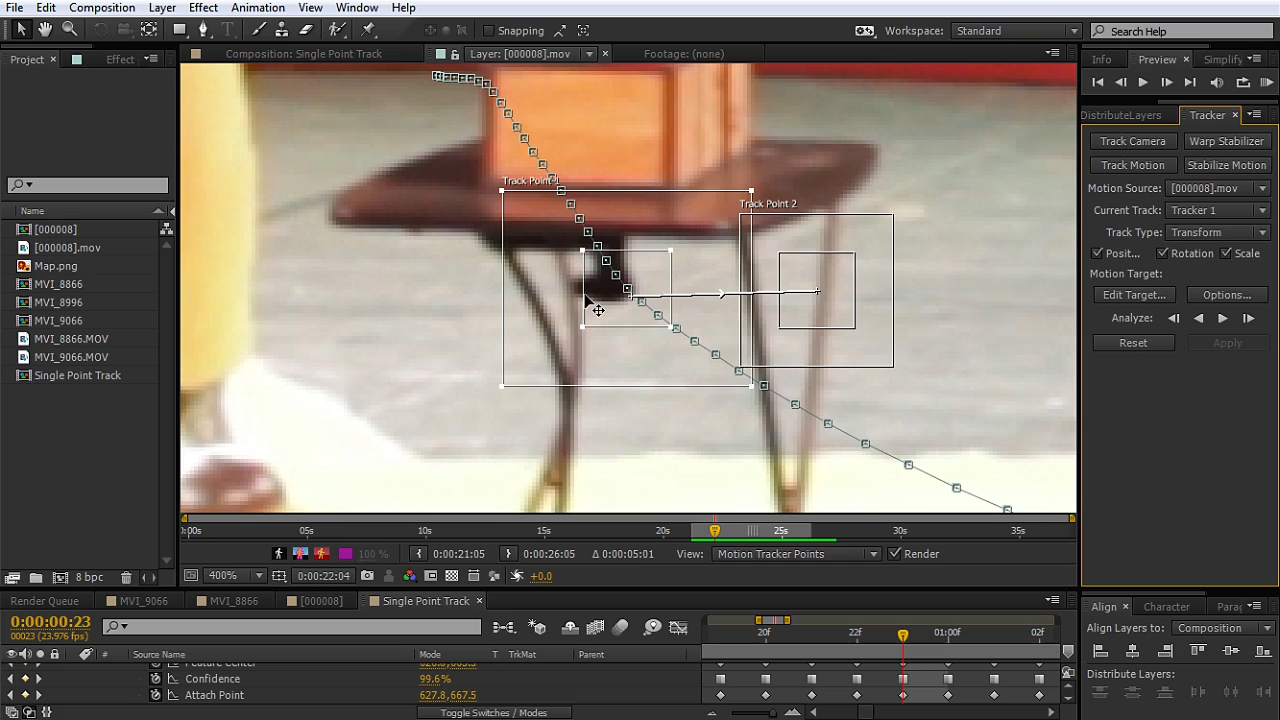 File Edit Composition Layer Effect Animation View Window Help
Snapping Workspace: Standard Search Help
Project Effect Composition: Single Point Track Layer: [000008].mov Footage: (none) Info Preview Simplify
DistributeLayers Tracker
Track Camera Warp Stabilizer
Track Motion Stabilize Motion
Motion Source: [000008].mov
Current Track: Tracker 1
Track Type: Transform
Posit... Rotation Scale
Motion Target:
Edit Target... Options...
Analyze:
Reset Apply
Track Point
Track Point 2
Name
[000008]
[000008].mov
Map.png
MVI_8866
MVI_8996
MVI_9066
MVI_8866.MOV
MVI_9066.MOV
Single Point Track
8 bpc
:00s 05s 10s 15s 20s 25s 30s 35s
100 % 0:00:21:05 0:00:26:05 Δ 0:00:05:01 View: Motion Tracker Points Render
400% 0:00:22:04 +0.0
Render Queue MVI_9066 MVI_8866 [000008] Single Point Track
0:00:00:23
00023 (23.976 fps)
# Source Name Mode T TrkMat Parent
20f 22f 01:00f 02f
Confidence 99.6%
Attach Point 627.8,667.5
Toggle Switches / Modes
Align Character Parag
Align Layers to: Composition
Distribute Layers: